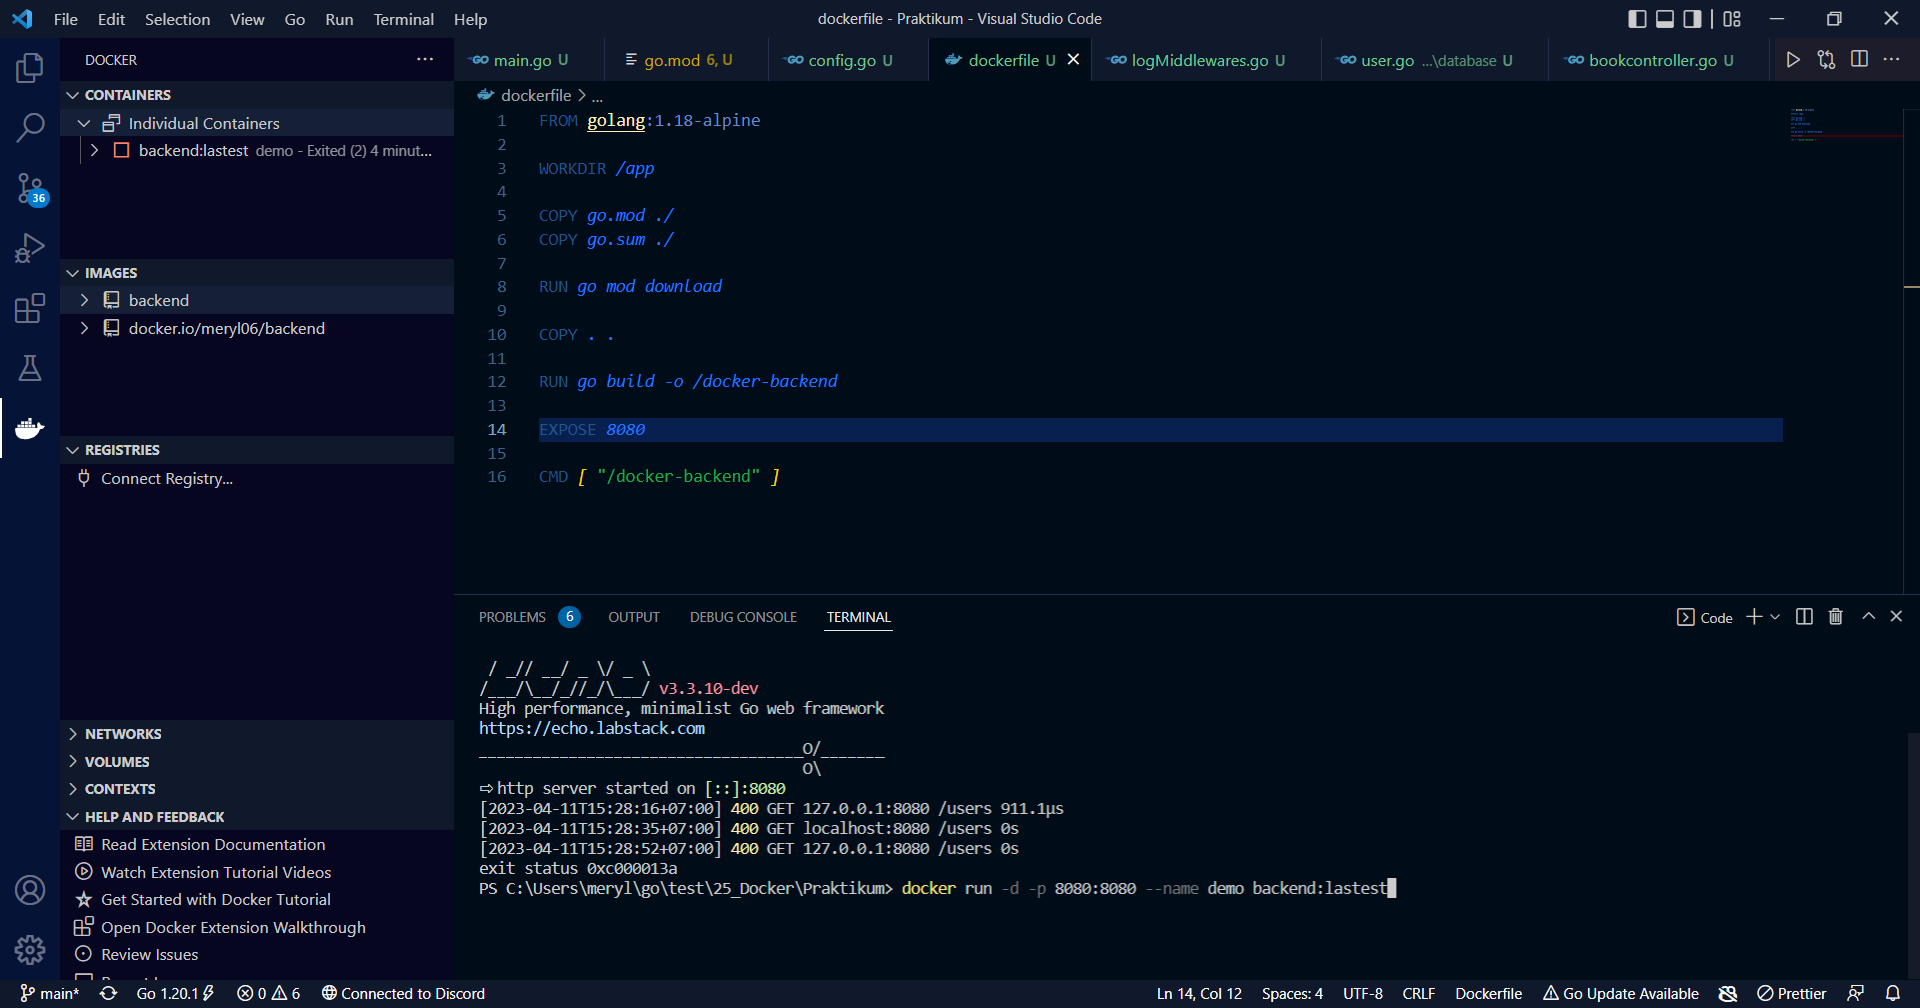 File Edit Selection View Go Run Terminal Help
dockerfile - Praktikum - Visual Studio Code
DOCKER
CONTAINERS
Individual Containers
backend:lastest demo - Exited (2) 4 minut...
IMAGES
backend
docker.io/meryl06/backend
REGISTRIES
Connect Registry...
NETWORKS
VOLUMES
CONTEXTS
HELP AND FEEDBACK
Read Extension Documentation
Watch Extension Tutorial Videos
Get Started with Docker Tutorial
Open Docker Extension Walkthrough
Review Issues
36
main.go U
go.mod 6, U
config.go U
dockerfile U
logMiddlewares.go U
user.go ...\database U
bookcontroller.go U
dockerfile > ...
1 FROM golang:1.18-alpine
2
3 WORKDIR /app
4
5 COPY go.mod ./
6 COPY go.sum ./
7
8 RUN go mod download
9
10 COPY . .
11
12 RUN go build -o /docker-backend
13
14 EXPOSE 8080
15
16 CMD [ "/docker-backend" ]
PROBLEMS 6 OUTPUT DEBUG CONSOLE TERMINAL
Code
/ _// __/ _ \/ _ \
/___/\__/_//_/\___/ v3.3.10-dev
High performance, minimalist Go web framework
https://echo.labstack.com
____________________________________O/_______
O\
⇨ http server started on [::]:8080
[2023-04-11T15:28:16+07:00] 400 GET 127.0.0.1:8080 /users 911.1µs
[2023-04-11T15:28:35+07:00] 400 GET localhost:8080 /users 0s
[2023-04-11T15:28:52+07:00] 400 GET 127.0.0.1:8080 /users 0s
exit status 0xc000013a
PS C:\Users\meryl\go\test\25_Docker\Praktikum> docker run -d -p 8080:8080 --name demo backend:lastest
main* Go 1.20.1 0 6 Connected to Discord
Ln 14, Col 12 Spaces: 4 UTF-8 CRLF Dockerfile Go Update Available Prettier